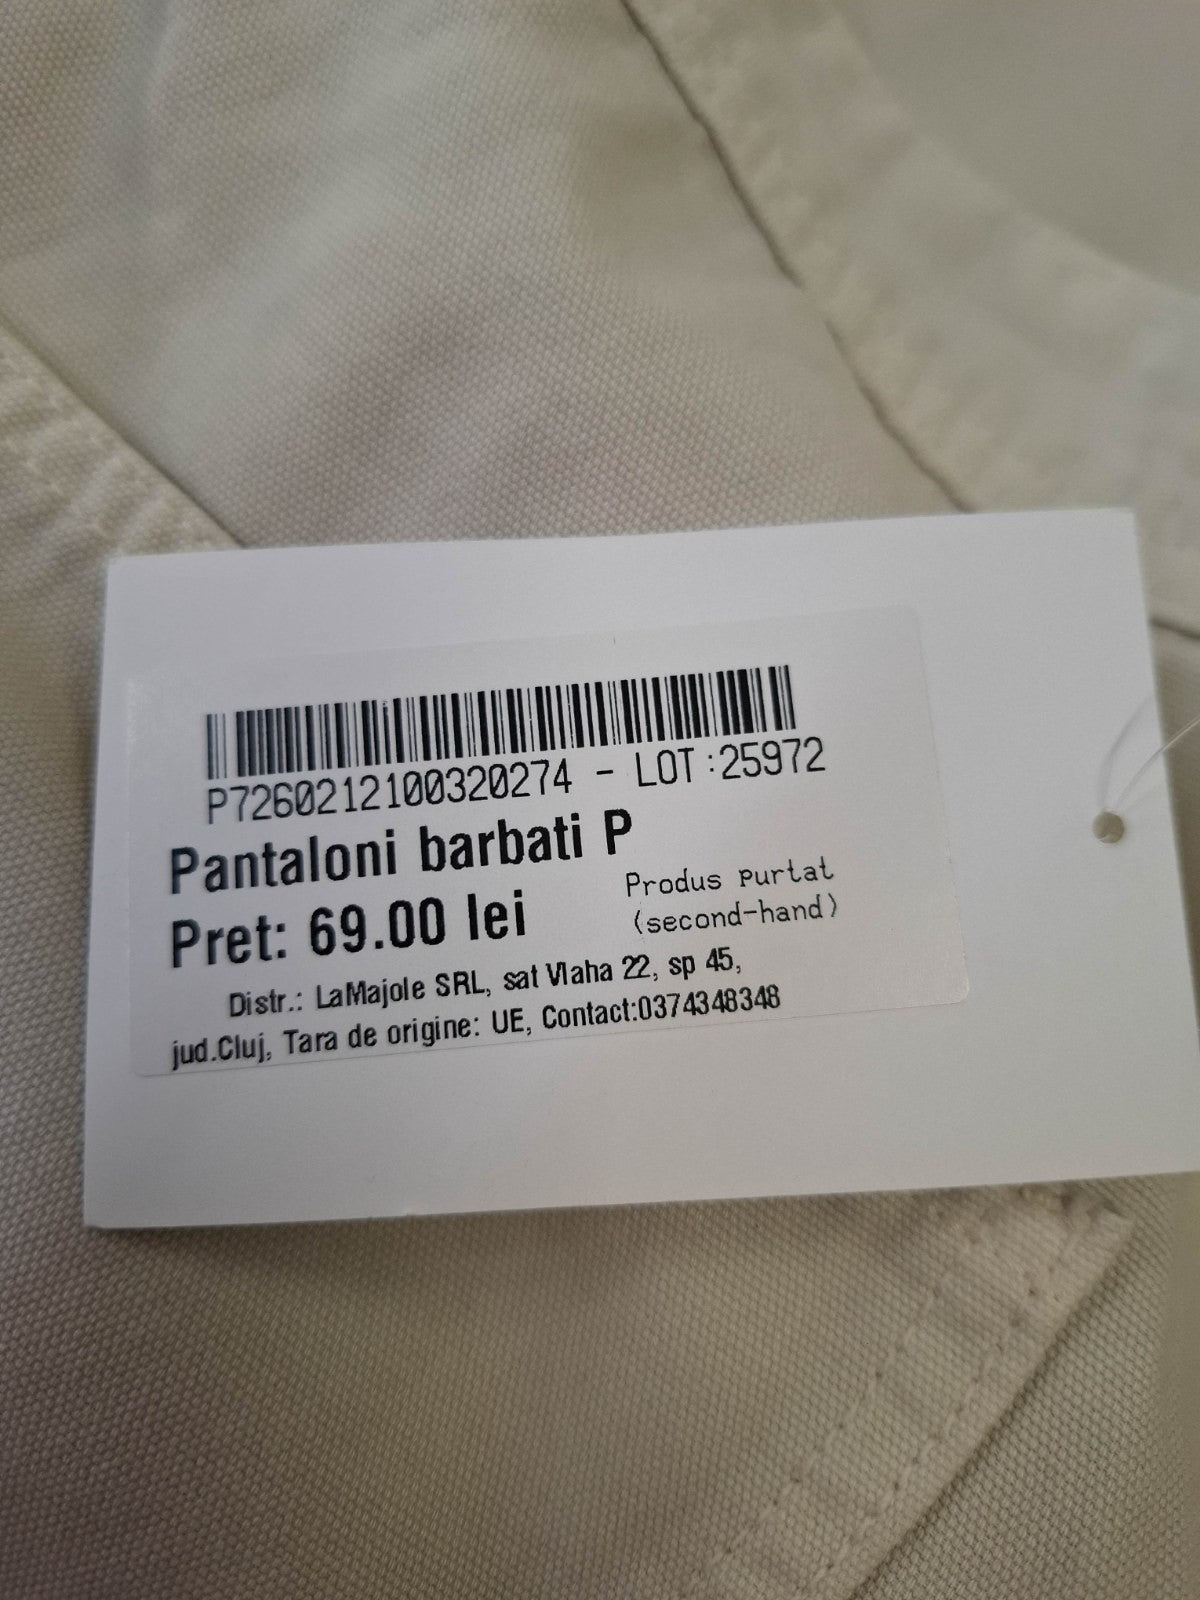 P7260212100320274 - LOT:25972
Pantaloni barbati P
Pret: 69.00 lei
Produs purtat
(second-hand)
Distr.: LaMajole SRL, sat Vlaha 22, sp 45,
jud.Cluj, Tara de origine: UE, Contact:0374348348